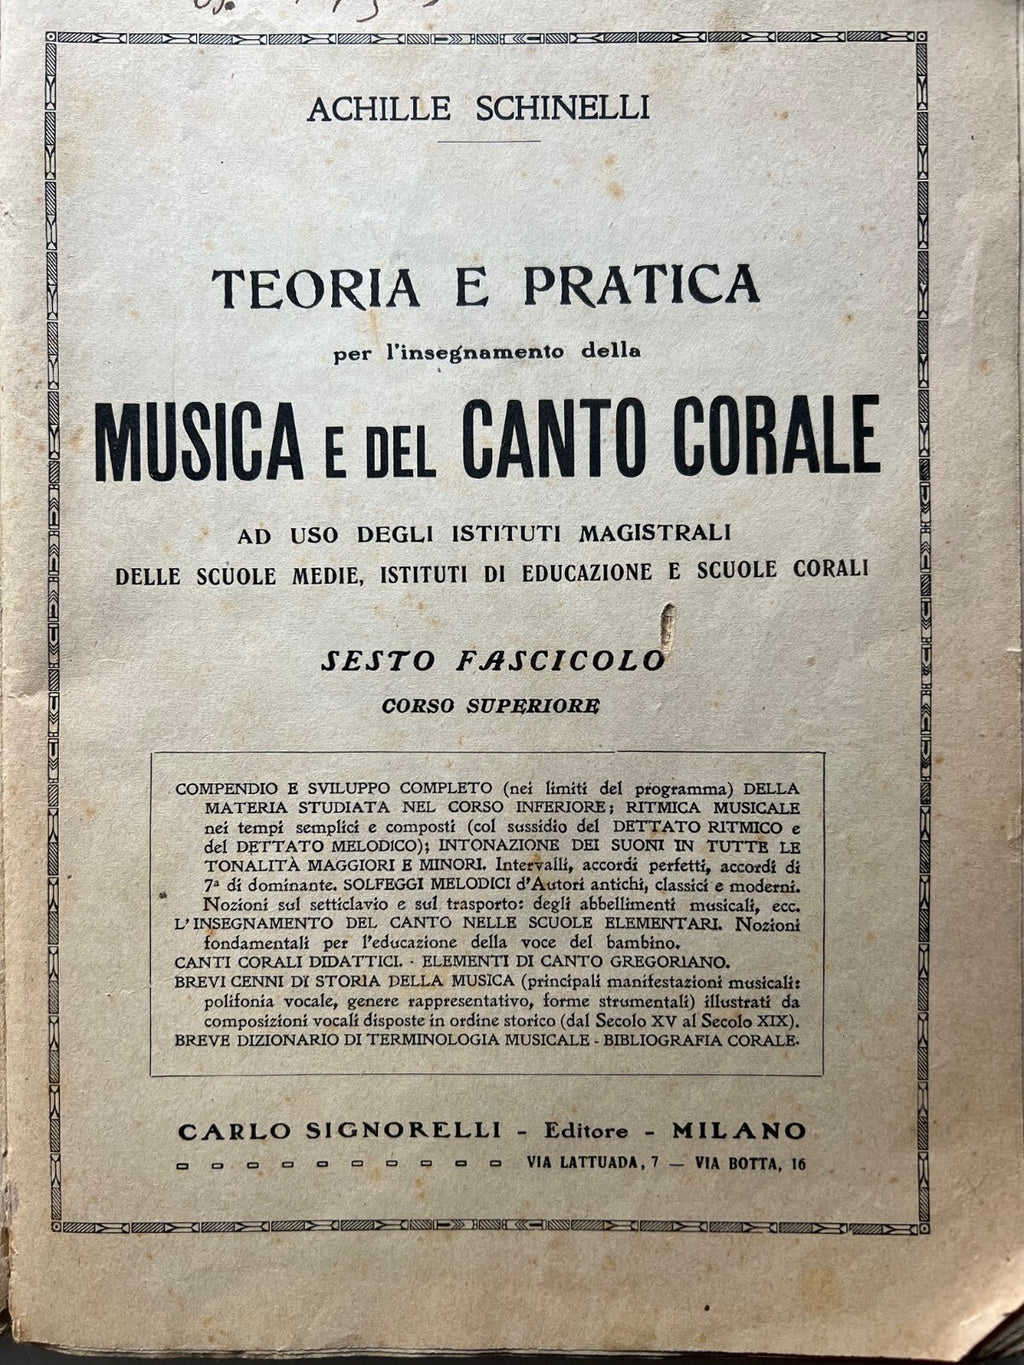 ACHILLE SCHINELLI
TEORIA E PRATICA
per l'insegnamento della
MUSICA E DEL CANTO CORALE
AD USO DEGLI ISTITUTI MAGISTRALI
DELLE SCUOLE MEDIE, ISTITUTI DI EDUCAZIONE E SCUOLE CORALI
SESTO FASCICOLO
CORSO SUPERIORE
COMPENDIO E SVILUPPO COMPLETO (nei limiti del programma) DELLA
MATERIA STUDIATA NEL CORSO INFERIORE; RITMICA MUSICALE
nei tempi semplici e composti (col sussidio del DETTATO RITMICO e
del DETTATO MELODICO); INTONAZIONE DEI SUONI IN TUTTE LE
TONALITÀ MAGGIORI E MINORI. Intervalli, accordi perfetti, accordi di
7ª di dominante. SOLFEGGI MELODICI d'Autori antichi, classici e moderni.
Nozioni sul setticlavio e sul trasporto: degli abbellimenti musicali, ecc.
L'INSEGNAMENTO DEL CANTO NELLE SCUOLE ELEMENTARI. Nozioni
fondamentali per l'educazione della voce del bambino.
CANTI CORALI DIDATTICI. - ELEMENTI DI CANTO GREGORIANO.
BREVI CENNI DI STORIA DELLA MUSICA (principali manifestazioni musicali:
polifonia vocale, genere rappresentativo, forme strumentali) illustrati da
composizioni vocali disposte in ordine storico (dal Secolo XV al Secolo XIX).
BREVE DIZIONARIO DI TERMINOLOGIA MUSICALE - BIBLIOGRAFIA CORALE.
CARLO SIGNORELLI - Editore - MILANO
VIA LATTUADA, 7 — VIA BOTTA, 16